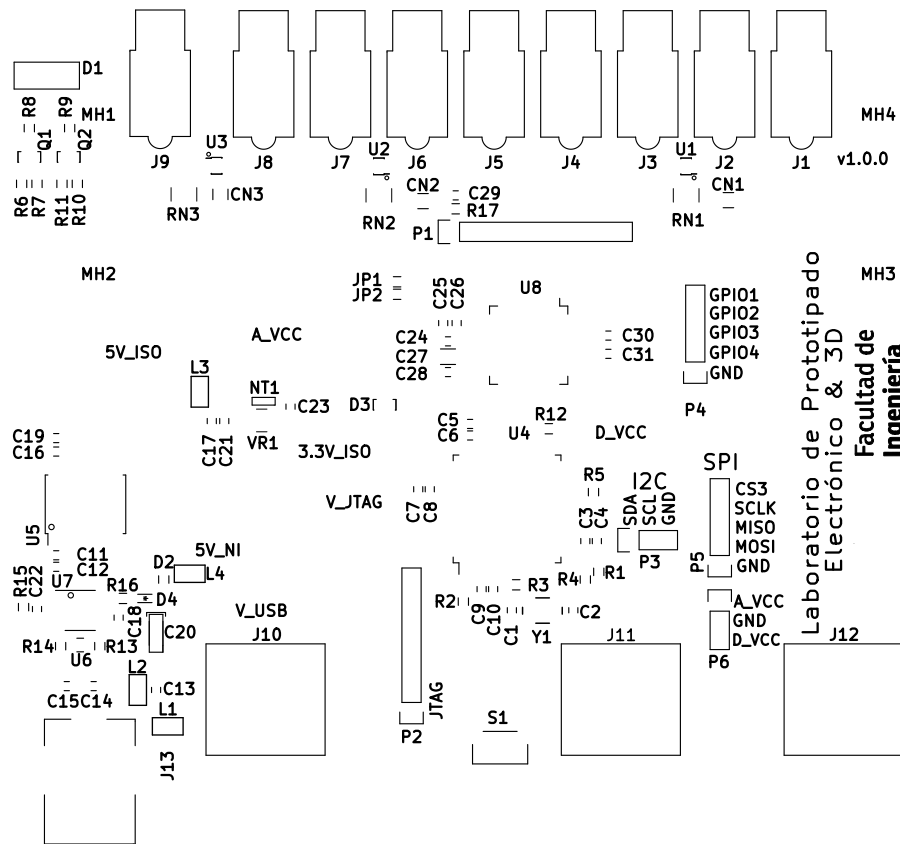 D1
R8
R9
MH1
MH4
Q1
Q2
U3
U2
U1
J9
J8
J7
J6
J5
J4
J3
J2
J1
v1.0.0
R6
R7
R11
R10
RN3
CN3
RN2
CN2
C29
R17
RN1
CN1
P1
MH2
MH3
JP1
JP2
C25
C26
U8
GPIO1
GPIO2
GPIO3
GPIO4
GND
P4
Laboratorio de Prototipado
Electrónico & 3D
Facultad de
Ingeniería
A_VCC
5V_ISO
C24
C27
C28
C30
C31
L3
NT1
C23
D3
C17
C21
VR1
3.3V_ISO
C5
C6
U4
R12
D_VCC
C19
C16
V_JTAG
C7
C8
R5
I2C
SDA
SCL
GND
P3
SPI
CS3
SCLK
MISO
MOSI
GND
P5
C3
C4
U5
C11
C12
5V_NI
D2
L4
U7
R15
C22
R16
D4
C18
C20
V_USB
J10
R14
U6
R13
R2
C9
C10
R3
R4
R1
C1
C2
Y1
J11
A_VCC
GND
D_VCC
P6
J12
L2
C13
C15
C14
L1
J13
JTAG
P2
S1